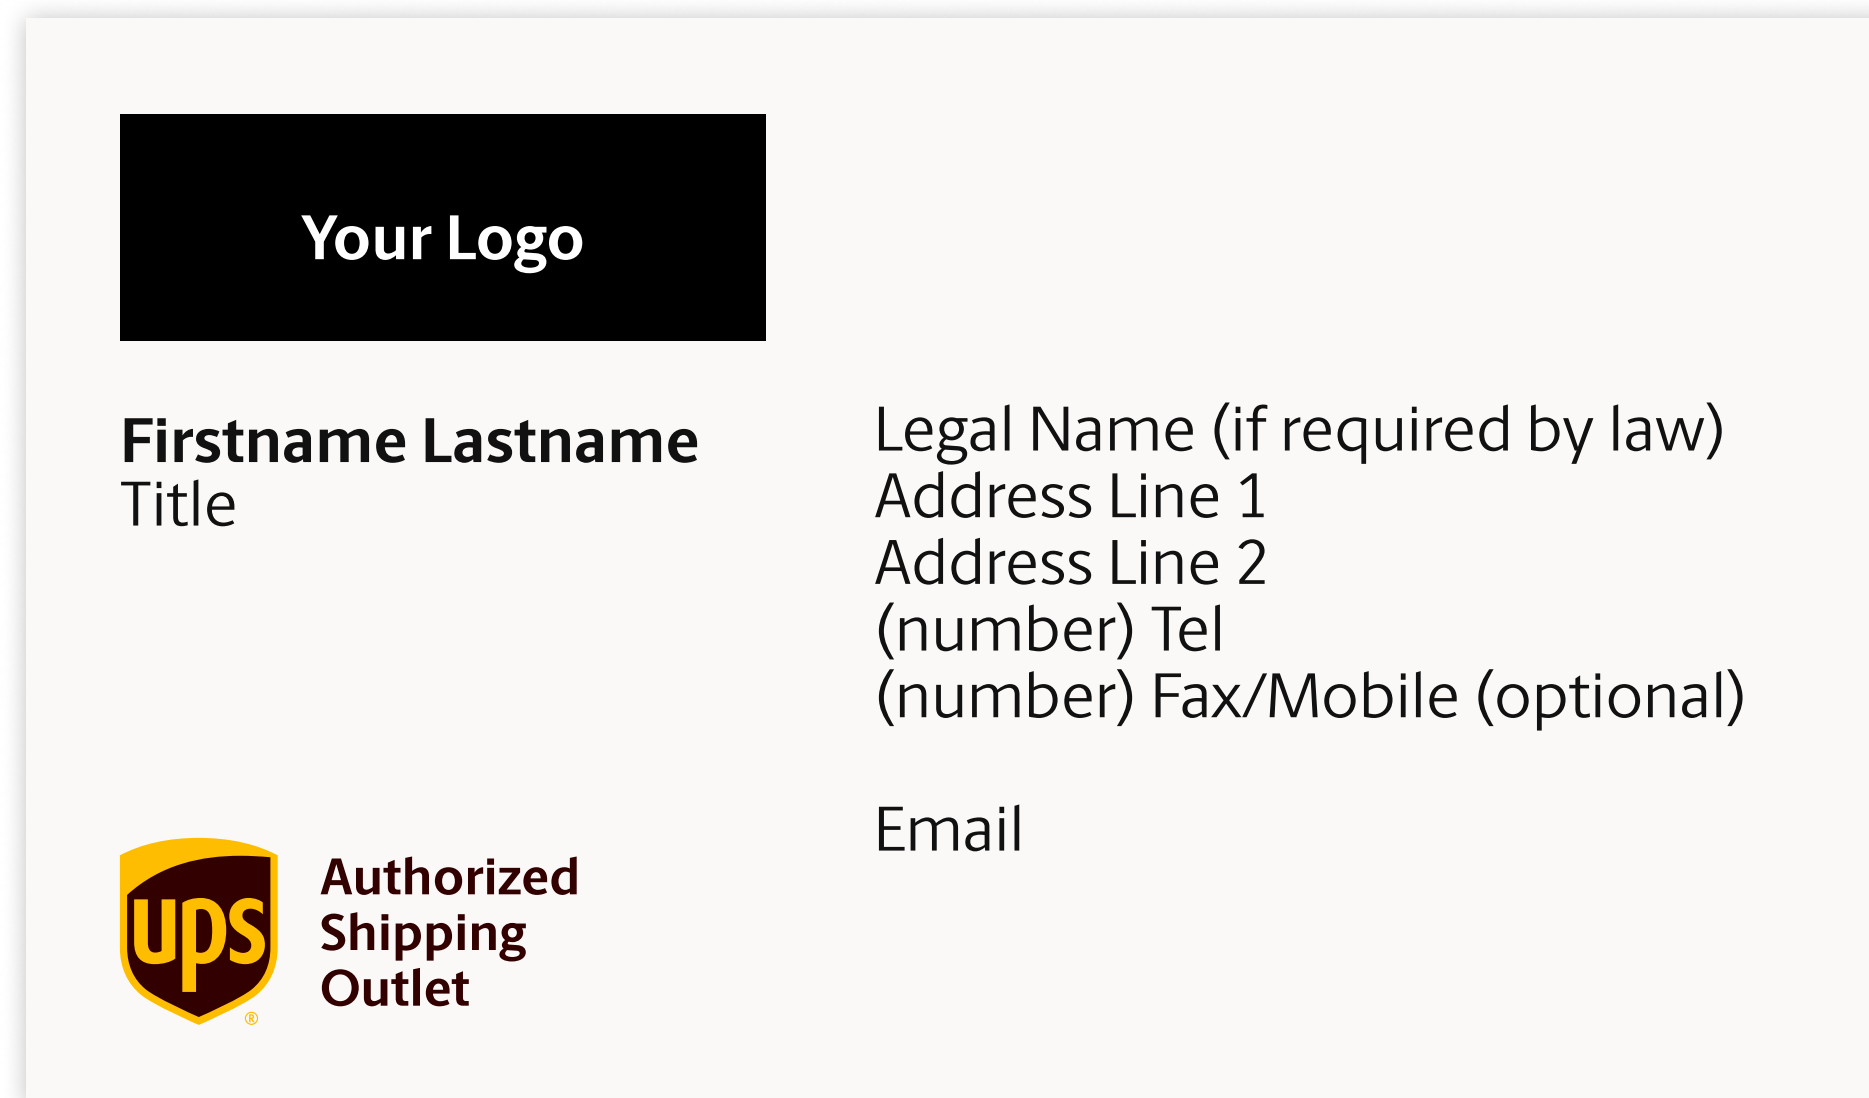 Your Logo
Firstname Lastname
Title
Legal Name (if required by law)
Address Line 1
Address Line 2
(number) Tel
(number) Fax/Mobile (optional)
Email
ups
®
Authorized
Shipping
Outlet